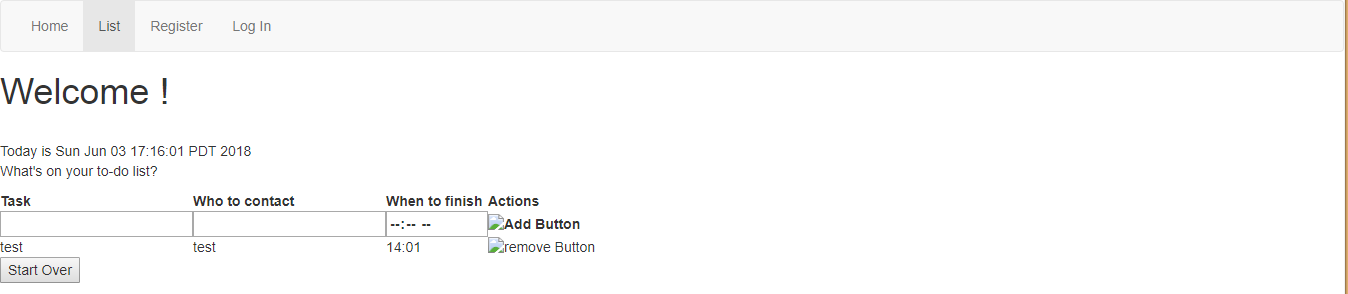 Home List Register Log In
Welcome !
Today is Sun Jun 03 17:16:01 PDT 2018
What's on your to-do list?
Task Who to contact When to finish Actions
--:-- -- Add Button
test test 14:01 remove Button
Start Over